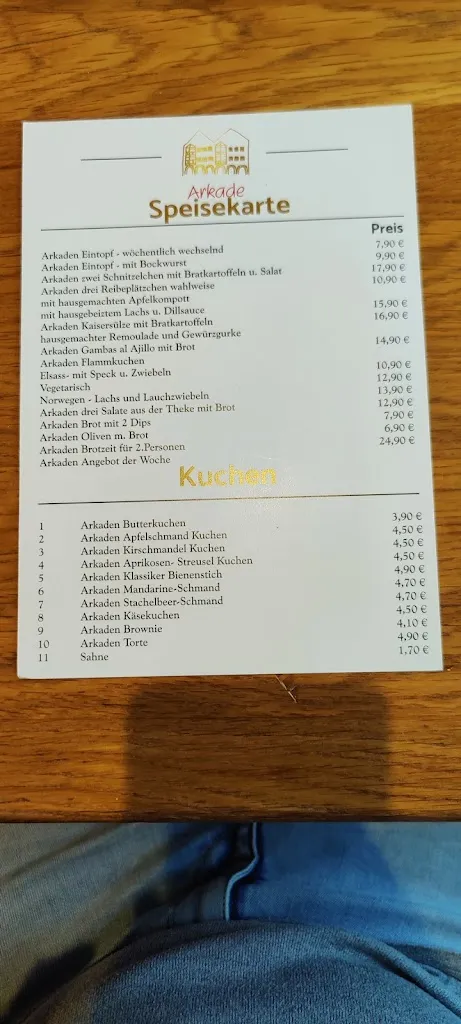 Arkade
Speisekarte
Preis
Arkaden Eintopf - wöchentlich wechselnd 7,90 €
Arkaden Eintopf - mit Bockwurst 9,90 €
Arkaden zwei Schnitzelchen mit Bratkartoffeln u. Salat 17,90 €
Arkaden drei Reibeplätzchen wahlweise 10,90 €
mit hausgemachten Apfelkompott
mit hausgebeiztem Lachs u. Dillsauce 15,90 €
Arkaden Kaisersülze mit Bratkartoffeln 16,90 €
hausgemachter Remoulade und Gewürzgurke
Arkaden Gambas al Ajillo mit Brot 14,90 €
Arkaden Flammkuchen
Elsass- mit Speck u. Zwiebeln 10,90 €
Vegetarisch 12,90 €
Norwegen - Lachs und Lauchzwiebeln 13,90 €
Arkaden drei Salate aus der Theke mit Brot 12,90 €
Arkaden Brot mit 2 Dips 7,90 €
Arkaden Oliven m. Brot 6,90 €
Arkaden Brotzeit für 2.Personen 24,90 €
Arkaden Angebot der Woche
Kuchen
1 Arkaden Butterkuchen 3,90 €
2 Arkaden Apfelschmand Kuchen 4,50 €
3 Arkaden Kirschmandel Kuchen 4,50 €
4 Arkaden Aprikosen- Streusel Kuchen 4,50 €
5 Arkaden Klassiker Bienenstich 4,90 €
6 Arkaden Mandarine-Schmand 4,70 €
7 Arkaden Stachelbeer-Schmand 4,70 €
8 Arkaden Käsekuchen 4,50 €
9 Arkaden Brownie 4,10 €
10 Arkaden Torte 4,90 €
11 Sahne 1,70 €